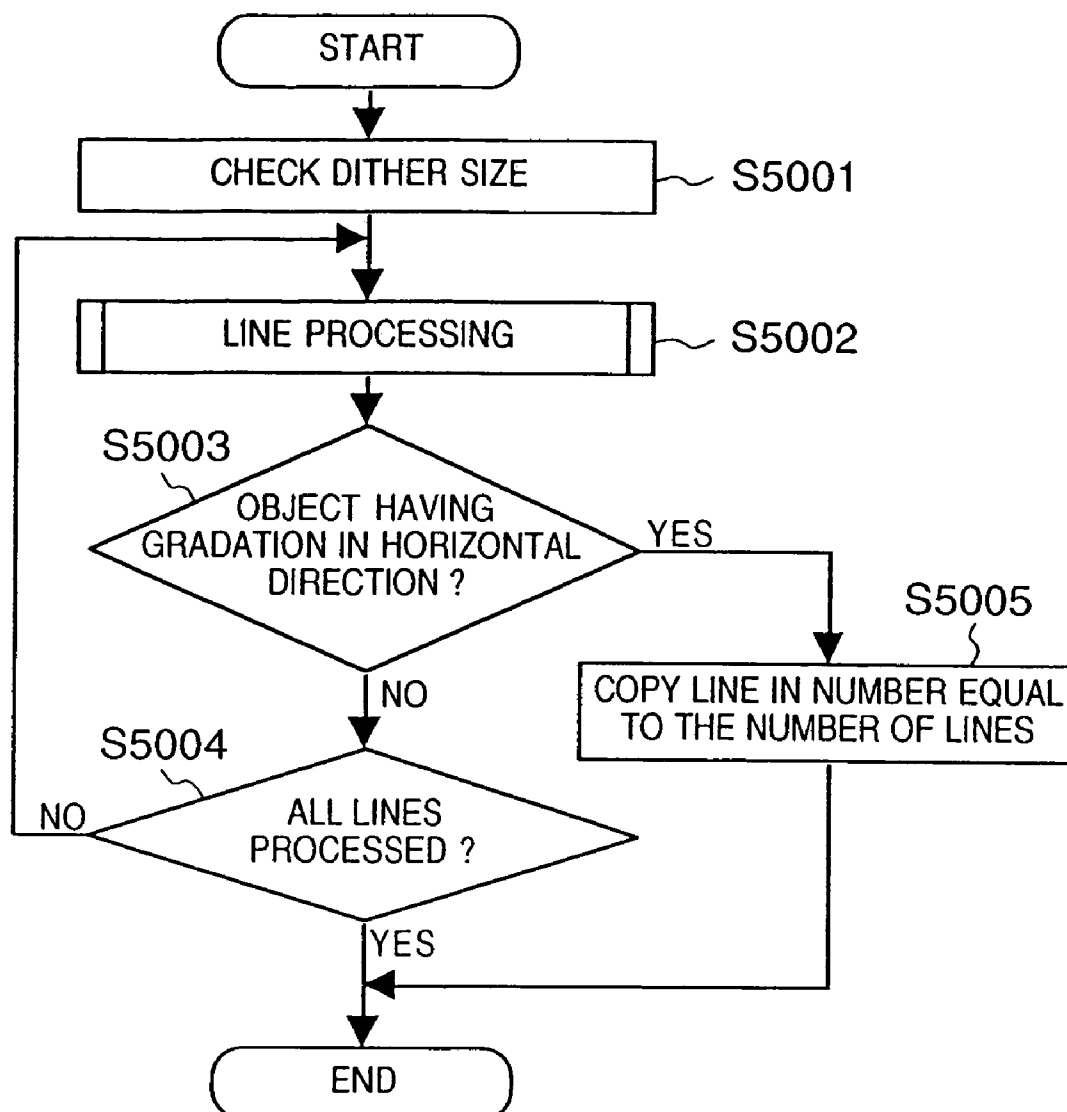 START
CHECK DITHER SIZE
S5001
LINE PROCESSING
S5002
S5003
OBJECT HAVING
GRADATION IN HORIZONTAL
DIRECTION ?
YES
NO
S5005
COPY LINE IN NUMBER EQUAL
TO THE NUMBER OF LINES
S5004
ALL LINES
PROCESSED ?
NO
YES
END